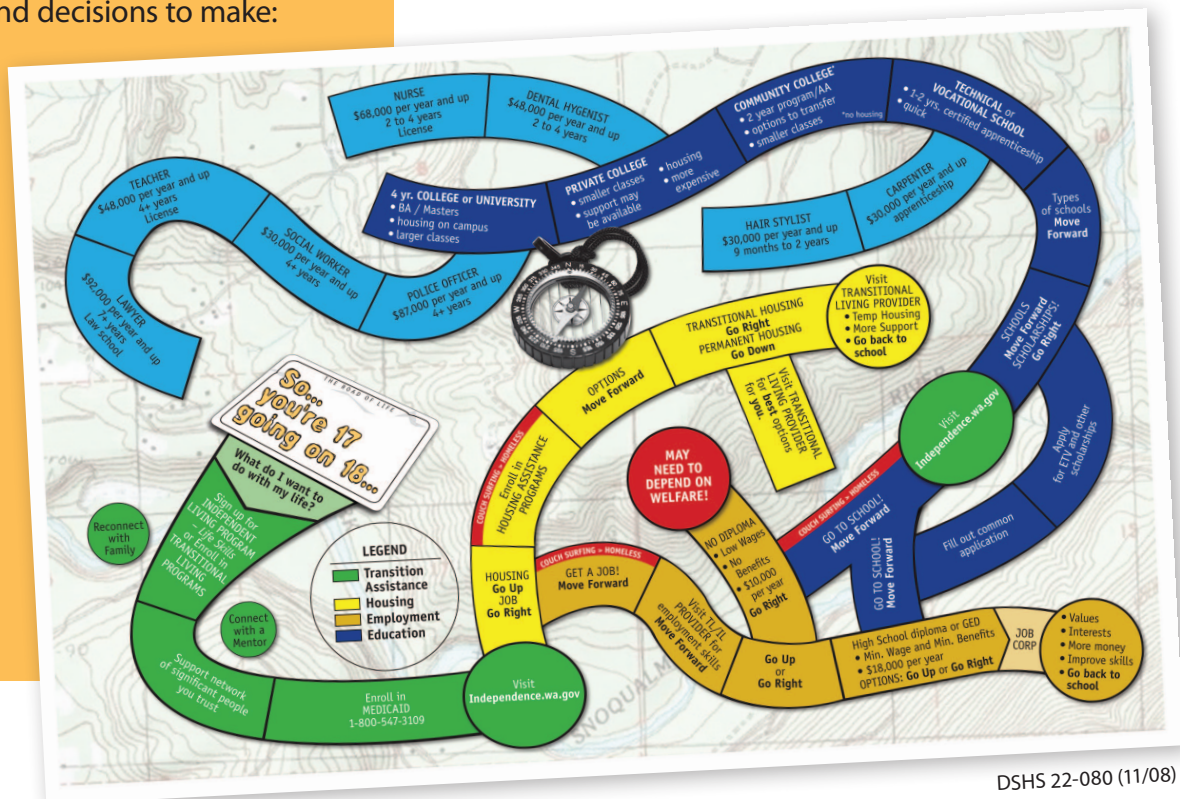 nd decisions to make:
THE ROAD OF LIFE
So...
you're 17
going on 18...
What do I want to
do with my life?
Sign up for
INDEPENDENT
LIVING PROGRAM
– Life Skills
or Enroll in
TRANSITIONAL
LIVING
PROGRAMS
Reconnect
with
Family
Connect
with a
Mentor
Support network
of significant people
you trust
Enroll in
MEDICAID
1-800-547-3109
Visit
Independence.wa.gov
LEGEND
Transition
Assistance
Housing
Employment
Education
HOUSING
Go Up
JOB
Go Right
COUCH SURFING = HOMELESS
Enroll in
HOUSING ASSISTANCE
PROGRAMS
OPTIONS
Move Forward
TRANSITIONAL HOUSING
Go Right
PERMANENT HOUSING
Go Down
Visit
TRANSITIONAL
LIVING PROVIDER
• Temp Housing
• More Support
• Go back to
school
Visit TRANSITIONAL
LIVING PROVIDER
for best options
for you.
COUCH SURFING = HOMELESS
GET A JOB!
Move Forward
Visit TL/IL
PROVIDER for
employment skills
Move Forward
Go Up
or
Go Right
NO DIPLOMA
• Low Wages
• No
Benefits
• $10,000
per year
Go Right
MAY
NEED TO
DEPEND ON
WELFARE!
High School diploma or GED
• Min. Wage and Min. Benefits
• $18,000 per year
OPTIONS: Go Up or Go Right
JOB
CORP
• Values
• Interests
• More money
• Improve skills
• Go back to
school
COUCH SURFING = HOMELESS
GO TO SCHOOL!
Move Forward
GO TO SCHOOL!
Move Forward
Fill out common
application
Apply
for ETV and other
scholarships
Visit
Independence.wa.gov
SCHOOLS
Move Forward
SCHOLARSHIPS!
Go Right
Types
of schools
Move
Forward
TECHNICAL or
VOCATIONAL SCHOOL
• 1-2 yrs, certified apprenticeship
• quick
CARPENTER
$30,000 per year and up
apprenticeship
HAIR STYLIST
$30,000 per year and up
9 months to 2 years
COMMUNITY COLLEGE*
• 2 year program/AA
• options to transfer
• smaller classes
*no housing
PRIVATE COLLEGE
• smaller classes
• support may
be available
• housing
• more
expensive
DENTAL HYGENIST
$48,000 per year and up
2 to 4 years
NURSE
$68,000 per year and up
2 to 4 years
License
4 yr. COLLEGE or UNIVERSITY
• BA / Masters
• housing on campus
• larger classes
POLICE OFFICER
$87,000 per year and up
4+ years
SOCIAL WORKER
$30,000 per year and up
4+ years
TEACHER
$48,000 per year and up
4+ years
License
LAWYER
$92,000 per year and up
7+ years
Law school
SNOQUALM
RIVER
DSHS 22-080 (11/08)